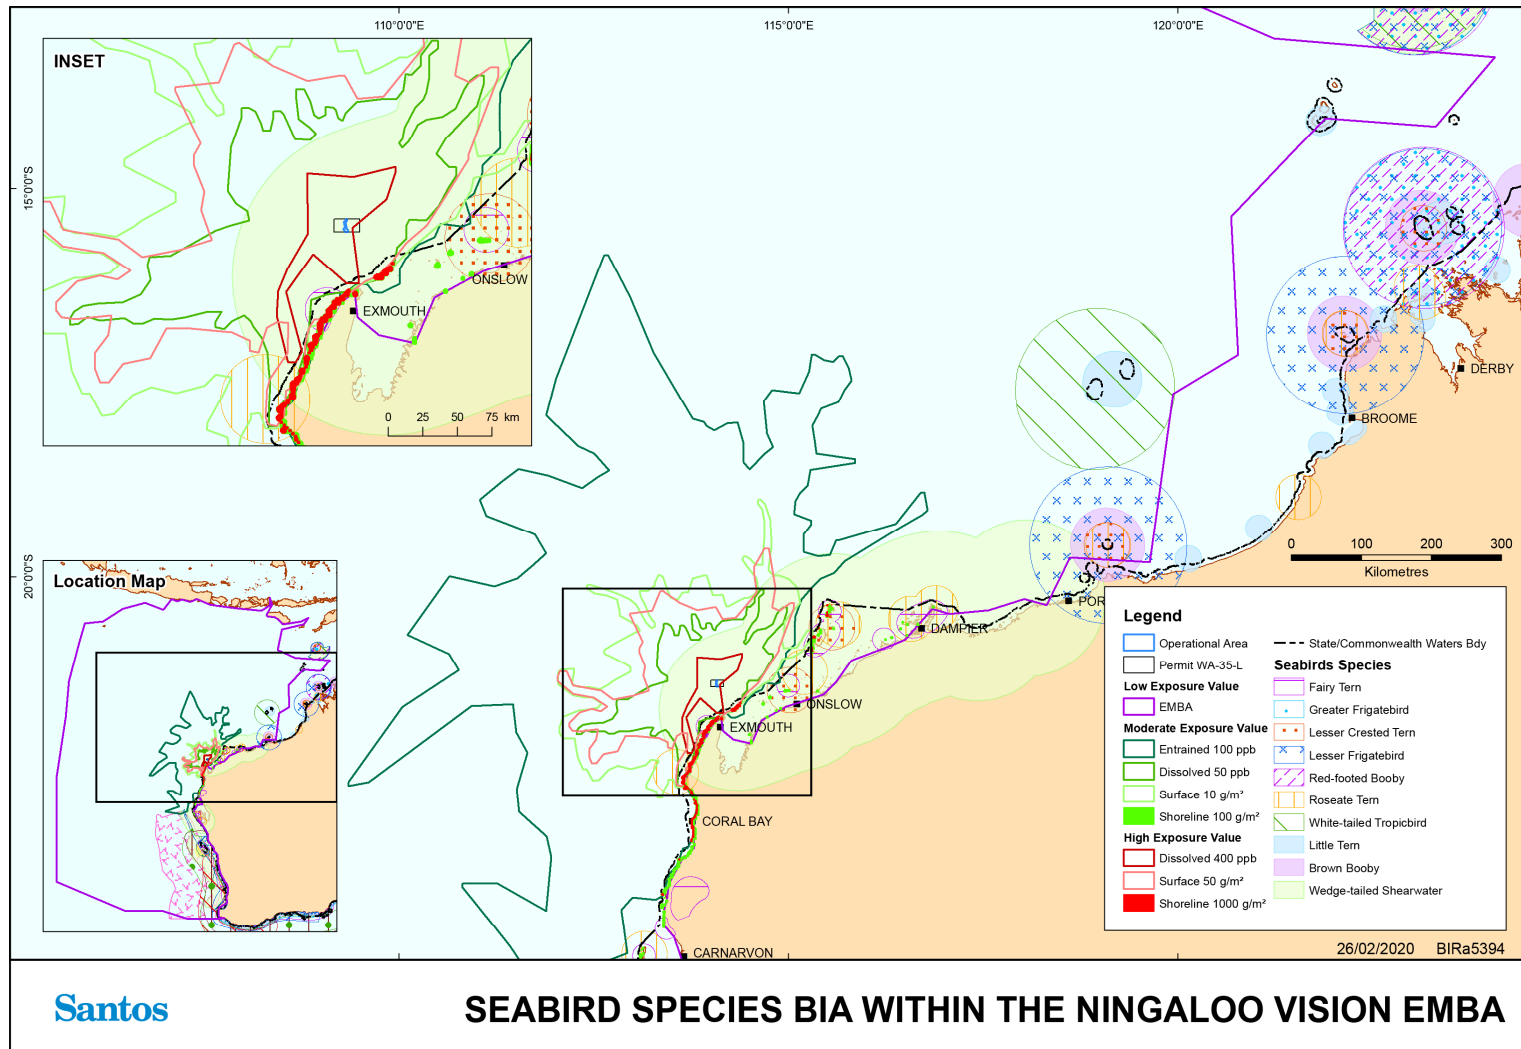 110°0'0"E
115°0'0"E
120°0'0"E
15°0'0"S
20°0'0"S
INSET
ONSLOW
EXMOUTH
0 25 50 75 km
Location Map
DERBY
BROOME
0 100 200 300
Kilometres
DAMPIER
ONSLOW
EXMOUTH
CORAL BAY
CARNARVON
Legend
Operational Area
Permit WA-35-L
Low Exposure Value
EMBA
Moderate Exposure Value
Entrained 100 ppb
Dissolved 50 ppb
Surface 10 g/m²
Shoreline 100 g/m²
High Exposure Value
Dissolved 400 ppb
Surface 50 g/m²
Shoreline 1000 g/m²
State/Commonwealth Waters Bdy
Seabirds Species
Fairy Tern
Greater Frigatebird
Lesser Crested Tern
Lesser Frigatebird
Red-footed Booby
Roseate Tern
White-tailed Tropicbird
Little Tern
Brown Booby
Wedge-tailed Shearwater
26/02/2020 BIRa5394
Santos
SEABIRD SPECIES BIA WITHIN THE NINGALOO VISION EMBA